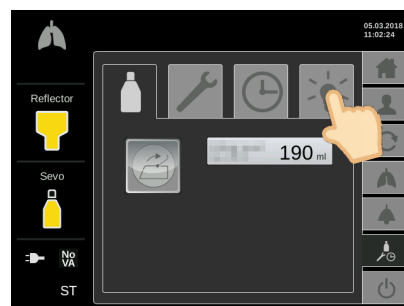 05.03.2018
11:02:24
Reflector
190 ml
Sevo
No
VA
ST